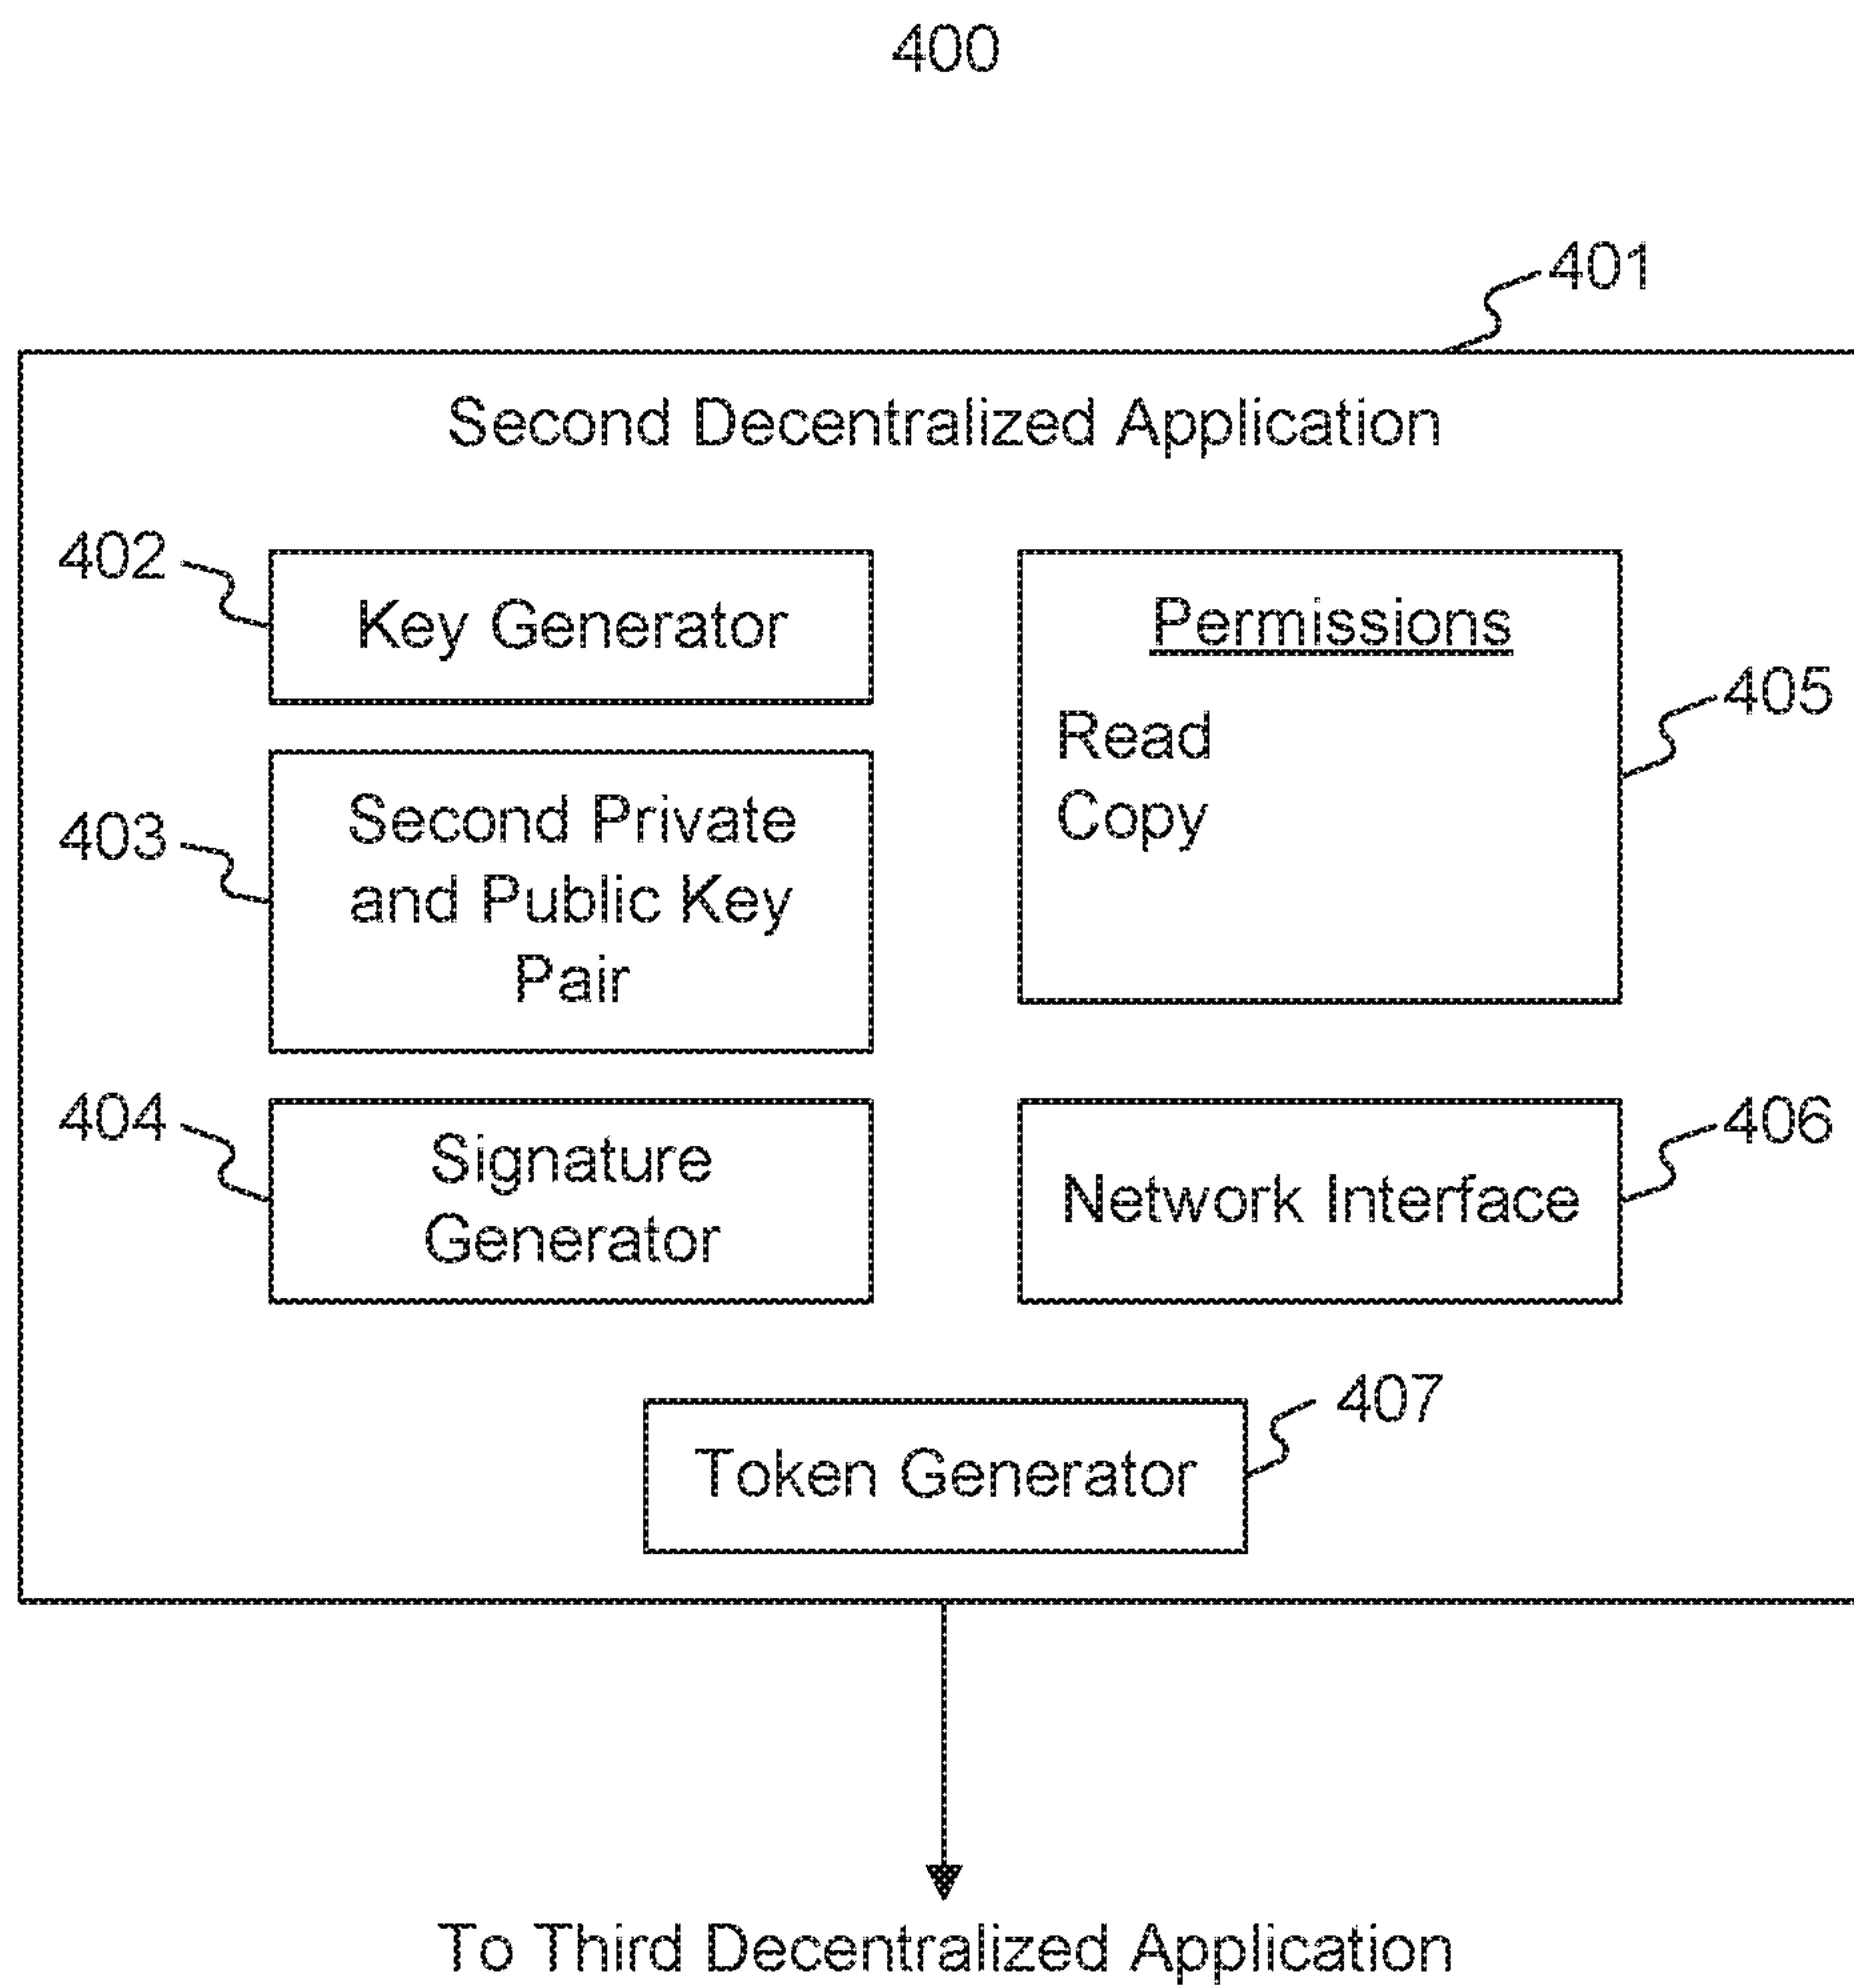 400
401
Second Decentralized Application
402
Key Generator
Permissions
Read
Copy
405
403
Second Private
and Public Key
Pair
404
Signature
Generator
Network Interface
406
Token Generator
407
To Third Decentralized Application